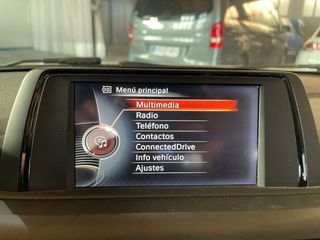 Menú principal
Multimedia
Radio
Teléfono
Contactos
ConnectedDrive
Info vehículo
Ajustes